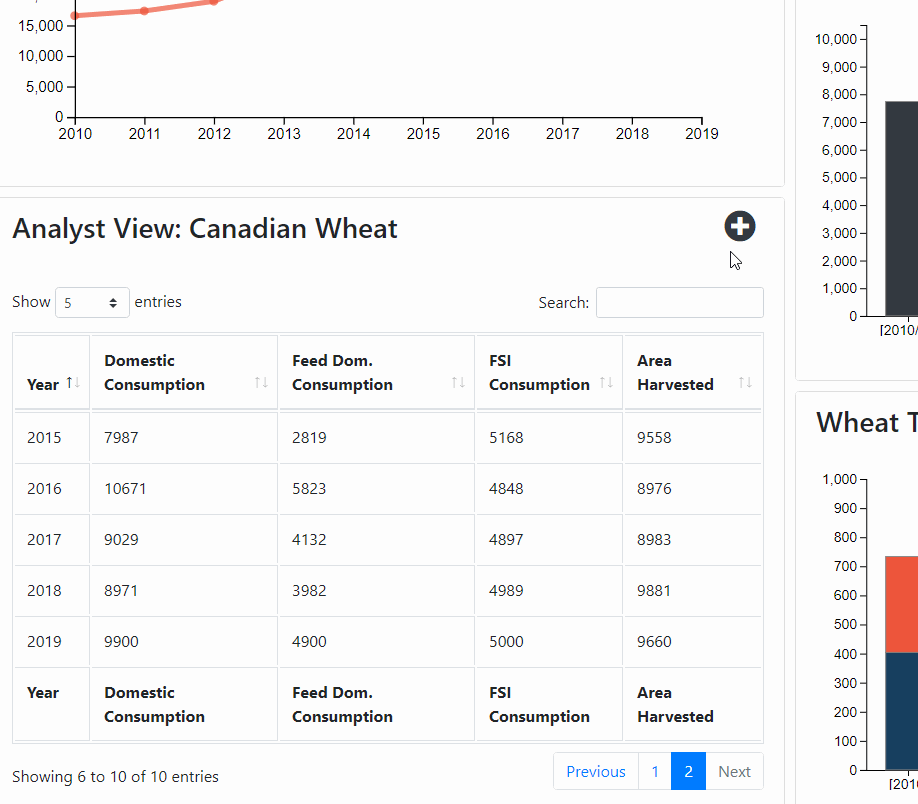 15,000
10,000
5,000
0
2010 2011 2012 2013 2014 2015 2016 2017 2018 2019
Analyst View: Canadian Wheat
Show 5 entries
Search:
Year Domestic Consumption Feed Dom. Consumption FSI Consumption Area Harvested
2015 7987 2819 5168 9558
2016 10671 5823 4848 8976
2017 9029 4132 4897 8983
2018 8971 3982 4989 9881
2019 9900 4900 5000 9660
Year Domestic Consumption Feed Dom. Consumption FSI Consumption Area Harvested
Showing 6 to 10 of 10 entries
Previous 1 2 Next
10,000
9,000
8,000
7,000
6,000
5,000
4,000
3,000
2,000
1,000
0
[2010/
Wheat T
1,000
900
800
700
600
500
400
300
200
100
0